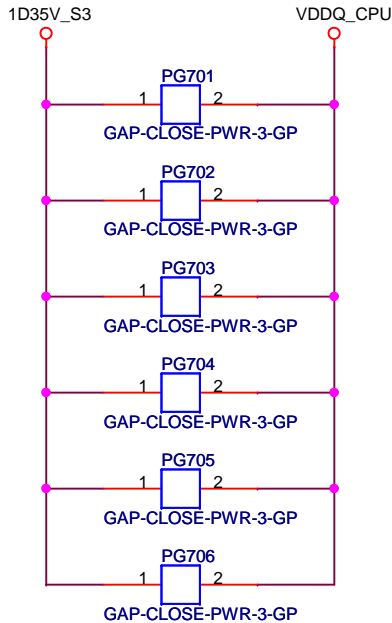 1D35V_S3 VDDQ_CPU
PG701
1 2
GAP-CLOSE-PWR-3-GP
PG702
1 2
GAP-CLOSE-PWR-3-GP
PG703
1 2
GAP-CLOSE-PWR-3-GP
PG704
1 2
GAP-CLOSE-PWR-3-GP
PG705
1 2
GAP-CLOSE-PWR-3-GP
PG706
1 2
GAP-CLOSE-PWR-3-GP